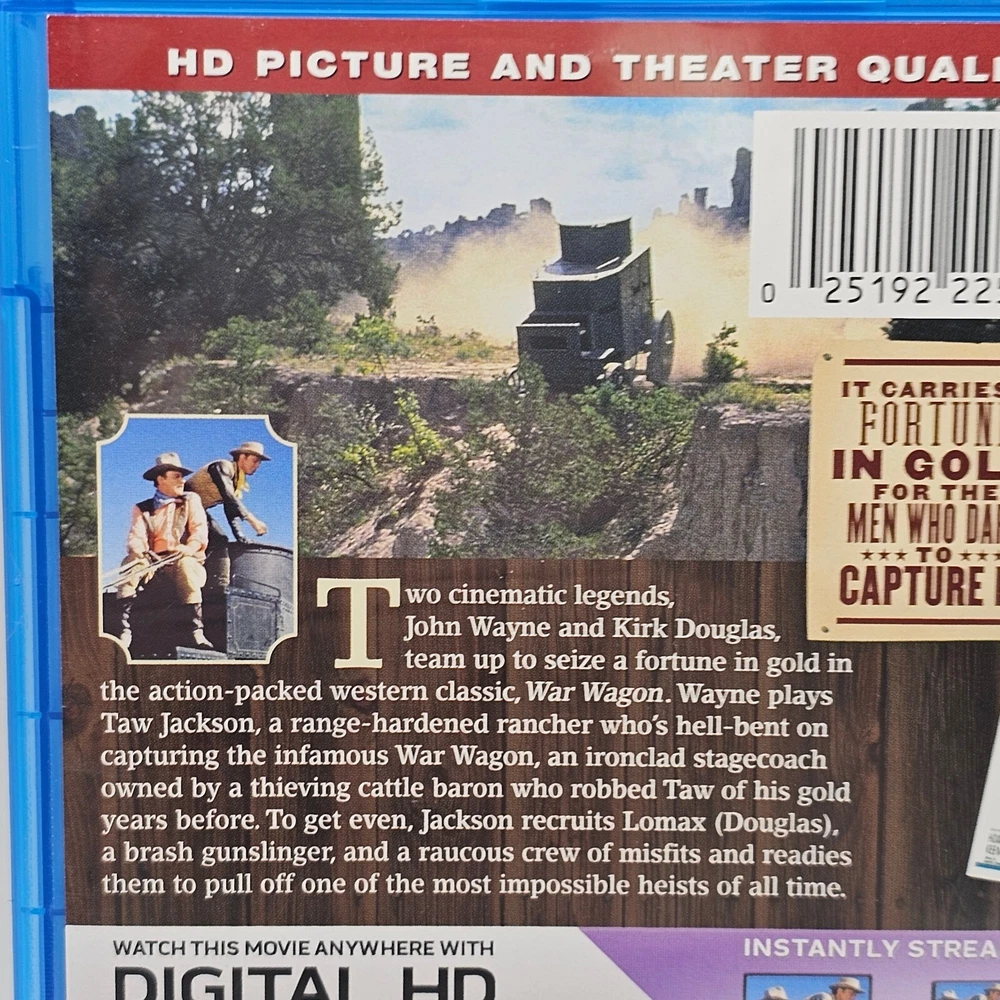 HD PICTURE AND THEATER QUAL
0 25192 22
IT CARRIES
FORTUN
IN GOL
FOR THE
MEN WHO DA
★★★ TO ★★★
CAPTURE
Two cinematic legends,
John Wayne and Kirk Douglas,
team up to seize a fortune in gold in
the action-packed western classic, War Wagon. Wayne plays
Taw Jackson, a range-hardened rancher who's hell-bent on
capturing the infamous War Wagon, an ironclad stagecoach
owned by a thieving cattle baron who robbed Taw of his gold
years before. To get even, Jackson recruits Lomax (Douglas),
a brash gunslinger, and a raucous crew of misfits and readies
them to pull off one of the most impossible heists of all time.
WATCH THIS MOVIE ANYWHERE WITH
DIGITAL HD
INSTANTLY STREA